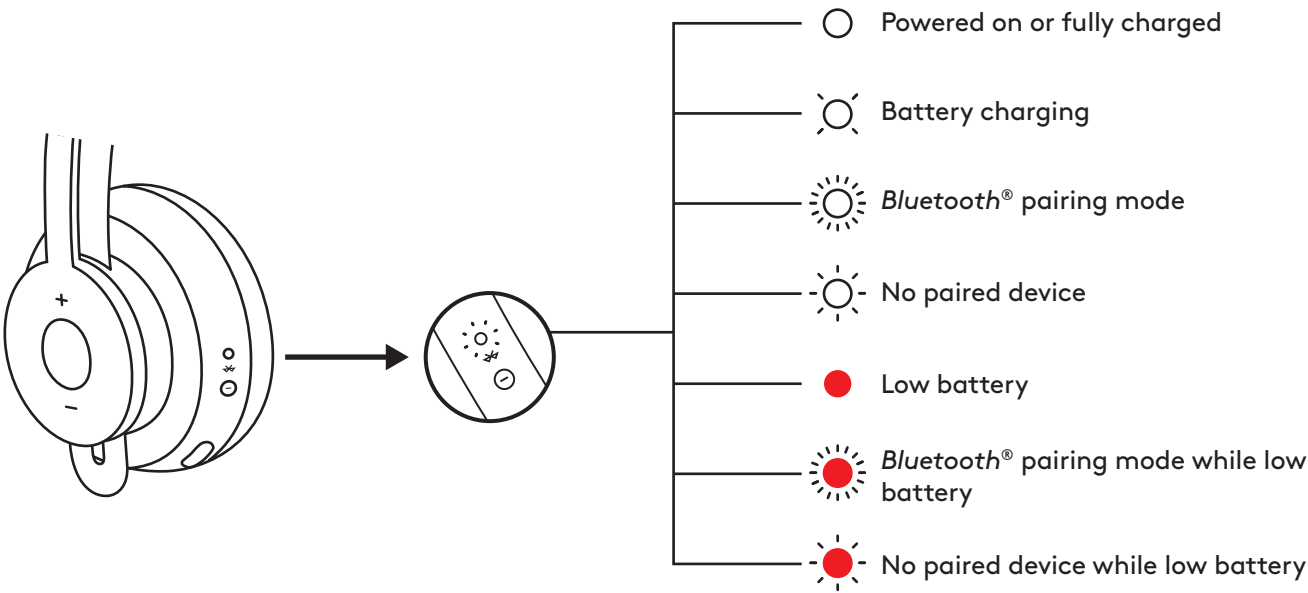 Powered on or fully charged
Battery charging
Bluetooth® pairing mode
No paired device
Low battery
Bluetooth® pairing mode while low
battery
No paired device while low battery
+
−